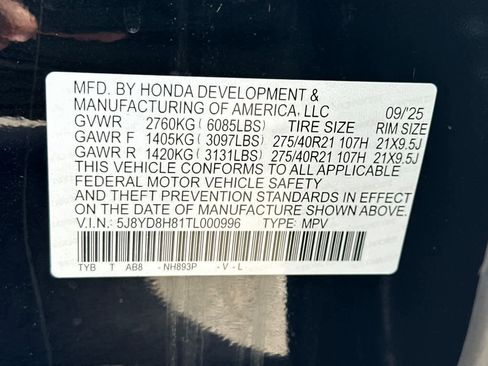 MFD. BY HONDA DEVELOPMENT &
MANUFACTURING OF AMERICA, LLC 09/'25
GVWR 2760KG ( 6085LBS) TIRE SIZE RIM SIZE
GAWR F 1405KG ( 3097LBS) 275/40R21 107H 21X9.5J
GAWR R 1420KG ( 3131LBS) 275/40R21 107H 21X9.5J
THIS VEHICLE CONFORMS TO ALL APPLICABLE
FEDERAL MOTOR VEHICLE SAFETY
AND THEFT PREVENTION STANDARDS IN EFFECT
ON THE DATE OF MANUFACTURE SHOWN ABOVE.
V.I.N.: 5J8YD8H81TL000996 TYPE: MPV
TYB T AB8 - NH893P - V - L